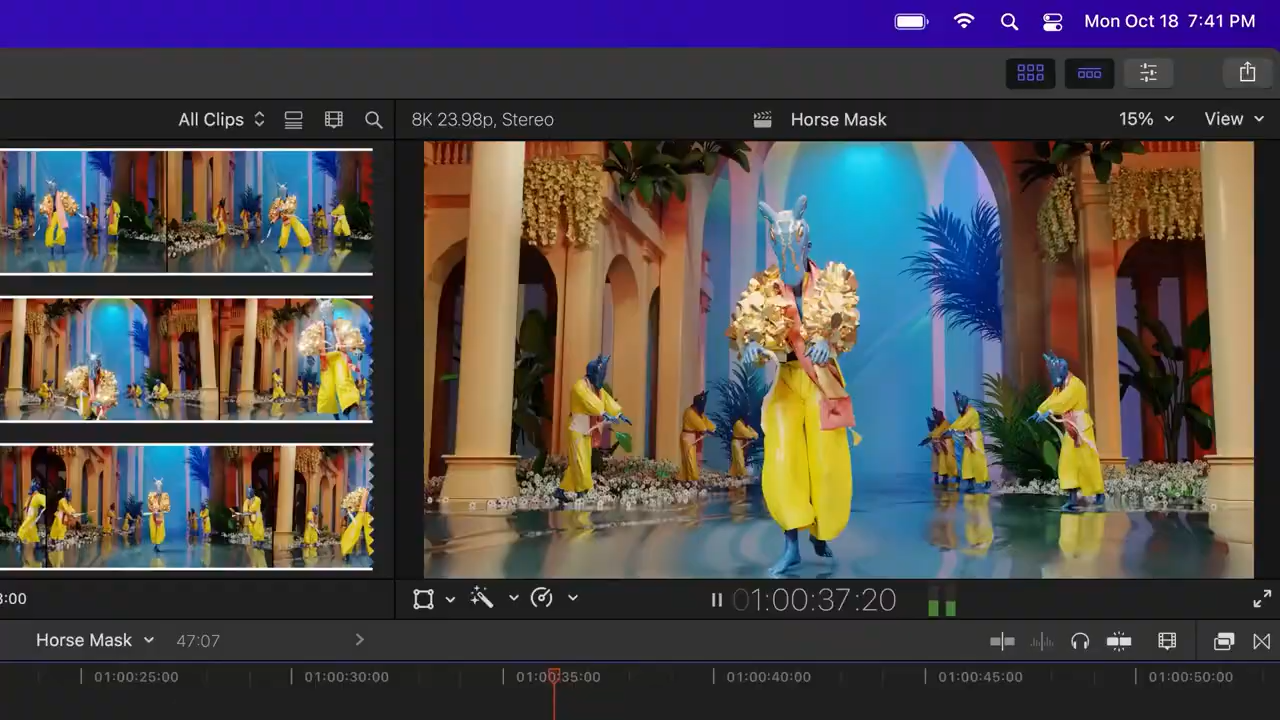 Mon Oct 18 7:41 PM
All Clips
8K 23.98p, Stereo
Horse Mask
15%
View
3:00
01:00:37:20
Horse Mask
47:07
01:00:25:00
01:00:30:00
01:00:35:00
01:00:40:00
01:00:45:00
01:00:50:00